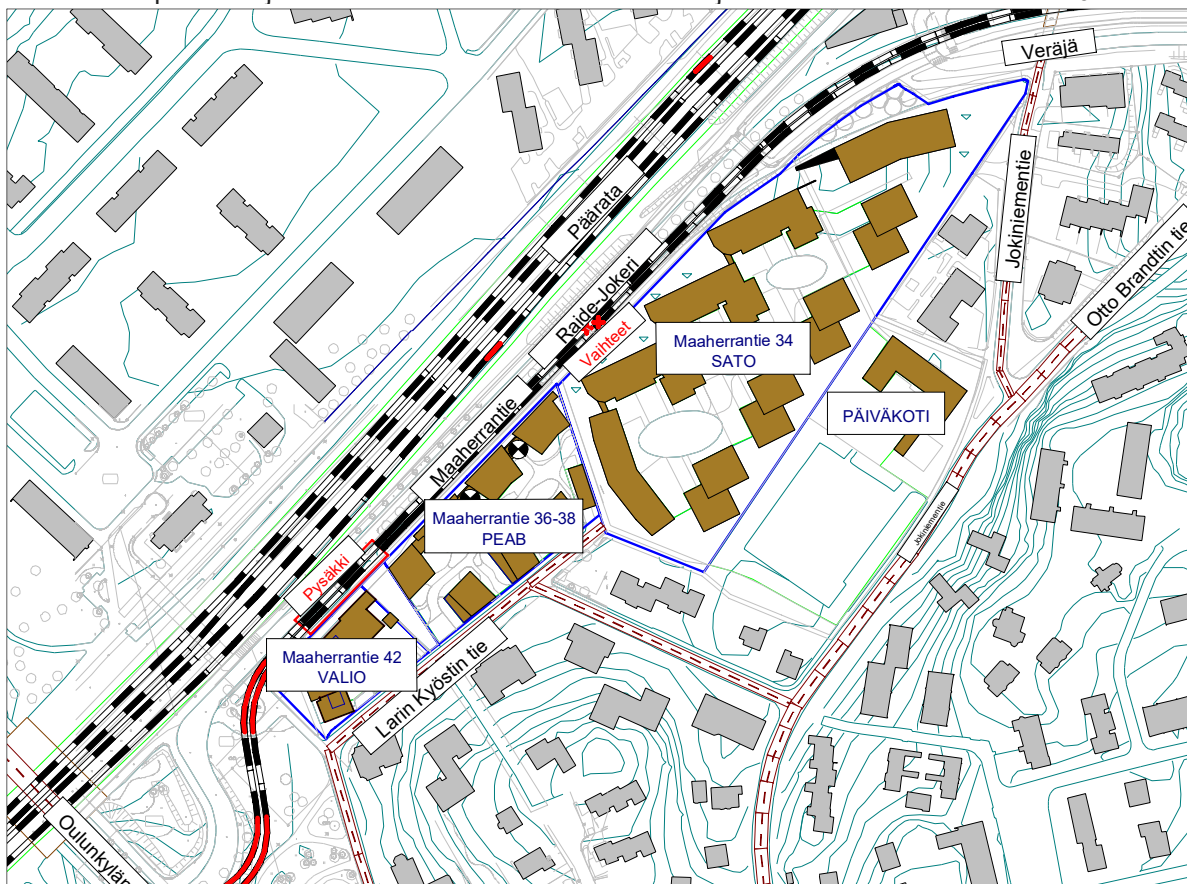 Veräjä
Päärata
Jokiniementie
Otto Brandtin tie
Raide-Jokeri
Vaihteet
Maaherrantie 34
SATO
PÄIVÄKOTI
Maaherrantie
Maaherrantie 36-38
PEAB
Jokiniementie
Pysäkki
Maaherrantie 42
VALIO
Larin Kyöstin tie
Oulunkylän